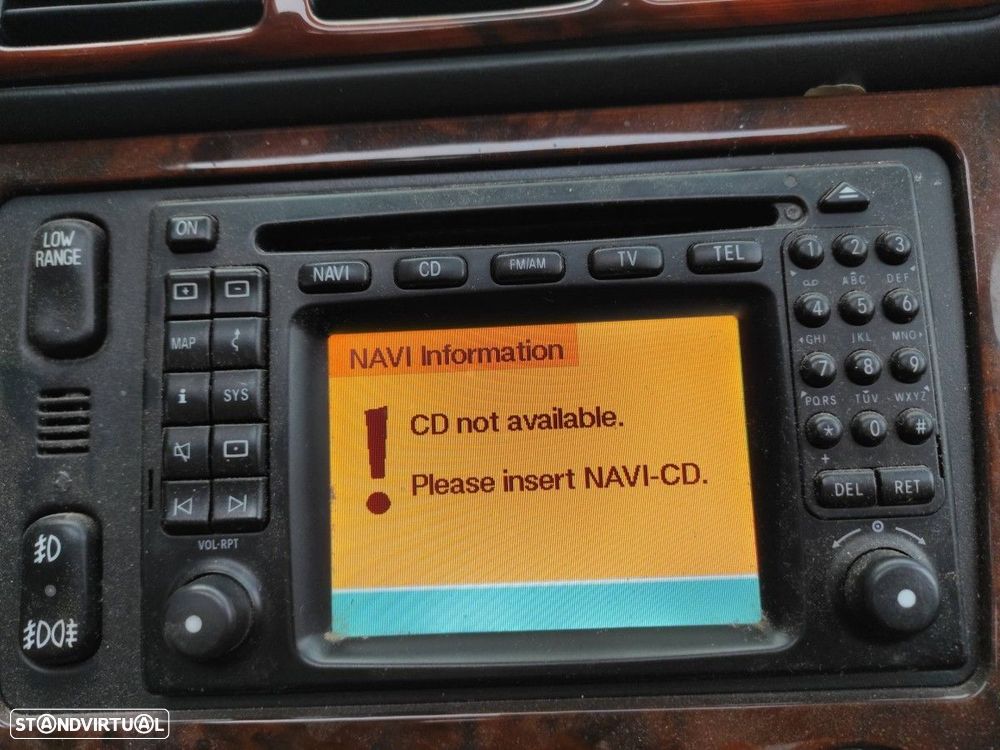 LOW
RANGE
ON
NAVI CD FM/AM TV TEL
MAP
i SYS
VOL-RPT
NAVI Information
! CD not available.
Please insert NAVI-CD.
1 2 3
ABC DEF
4 5 6
GHI JKL MNO
7 8 9
PQRS TUV WXYZ
* 0 #
+
DEL RET
STANDVIRTUAL